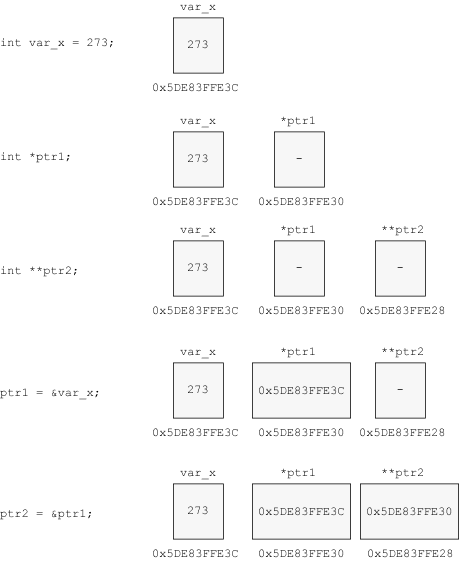 var_x
int var_x = 273;
273
0x5DE83FFE3C
var_x *ptr1
int *ptr1;
273 -
0x5DE83FFE3C 0x5DE83FFE30
var_x *ptr1 **ptr2
int **ptr2;
273 - -
0x5DE83FFE3C 0x5DE83FFE30 0x5DE83FFE28
var_x *ptr1 **ptr2
ptr1 = &var_x;
273 0x5DE83FFE3C -
0x5DE83FFE3C 0x5DE83FFE30 0x5DE83FFE28
var_x *ptr1 **ptr2
ptr2 = &ptr1;
273 0x5DE83FFE3C 0x5DE83FFE30
0x5DE83FFE3C 0x5DE83FFE30 0x5DE83FFE28